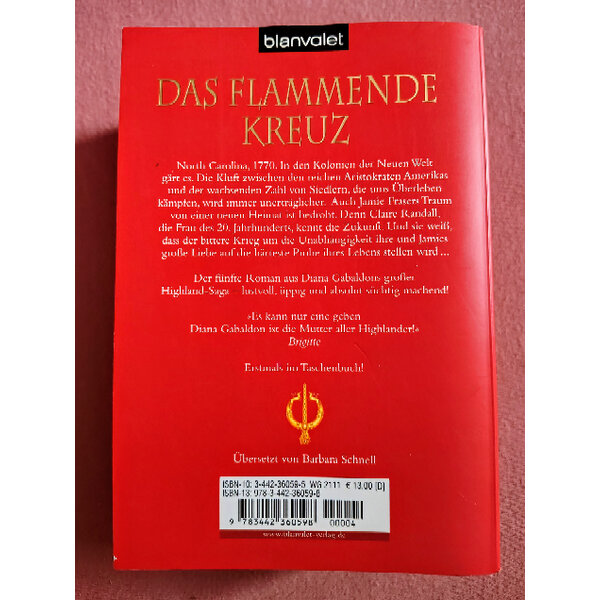 blanvalet
DAS FLAMMENDE
KREUZ
North Carolina, 1770. In den Kolonien der Neuen Welt
gärt es. Die Kluft zwischen den reichen Aristokraten Amerikas
und der wachsenden Zahl von Siedlern, die ums Überleben
kämpfen, wird immer unerträglicher. Auch Jamie Frasers Traum
von einer neuen Heimat ist bedroht. Denn Claire Randall,
die Frau des 20. Jahrhunderts, kennt die Zukunft. Und sie weiß,
dass der bittere Krieg um die Unabhängigkeit ihre und Jamies
große Liebe auf die härteste Probe ihres Lebens stellen wird ...
Der fünfte Roman aus Diana Gabaldons großer
Highland-Saga – lustvoll, üppig und absolut süchtig machend!
»Es kann nur eine geben
Diana Gabaldon ist die Mutter aller Highlander!«
Brigitte
Erstmals im Taschenbuch!
Übersetzt von Barbara Schnell
ISBN-10: 3-442-36059-5 WG 2111 € 13.00 [D]
ISBN-13: 978-3-442-36059-8
9 783442 360598 00004
www.blanvalet-verlag.de